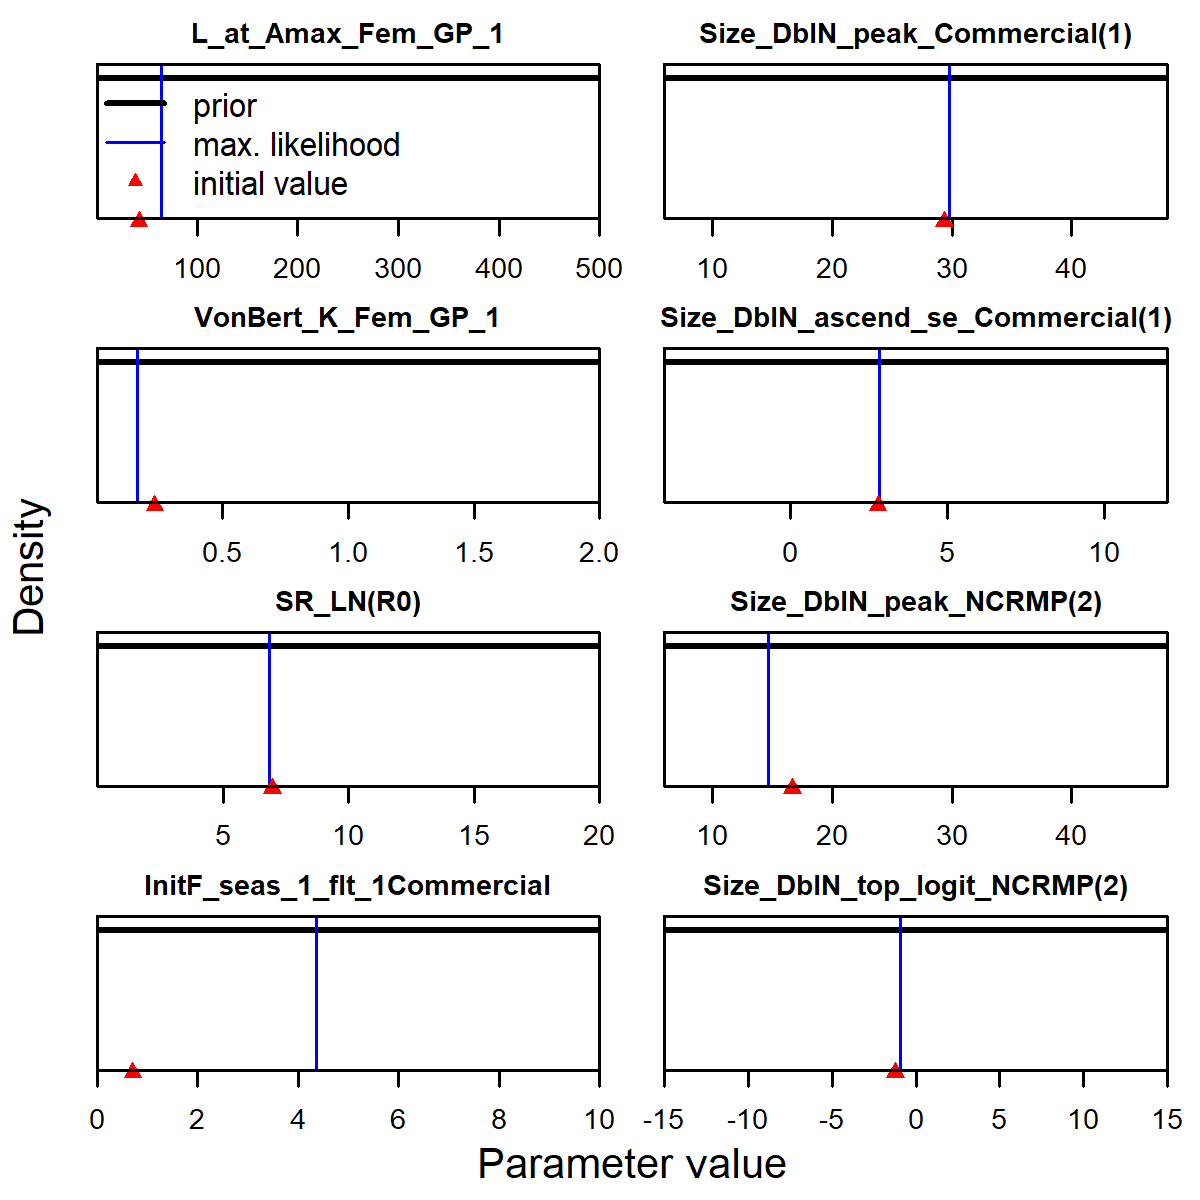 L_at_Amax_Fem_GP_1
prior
max. likelihood
initial value
100 200 300 400 500
Size_DblN_peak_Commercial(1)
10 20 30 40
VonBert_K_Fem_GP_1
0.5 1.0 1.5 2.0
Size_DblN_ascend_se_Commercial(1)
0 5 10
SR_LN(R0)
5 10 15 20
Size_DblN_peak_NCRMP(2)
10 20 30 40
InitF_seas_1_flt_1Commercial
0 2 4 6 8 10
Size_DblN_top_logit_NCRMP(2)
-15 -10 -5 0 5 10 15
Density
Parameter value